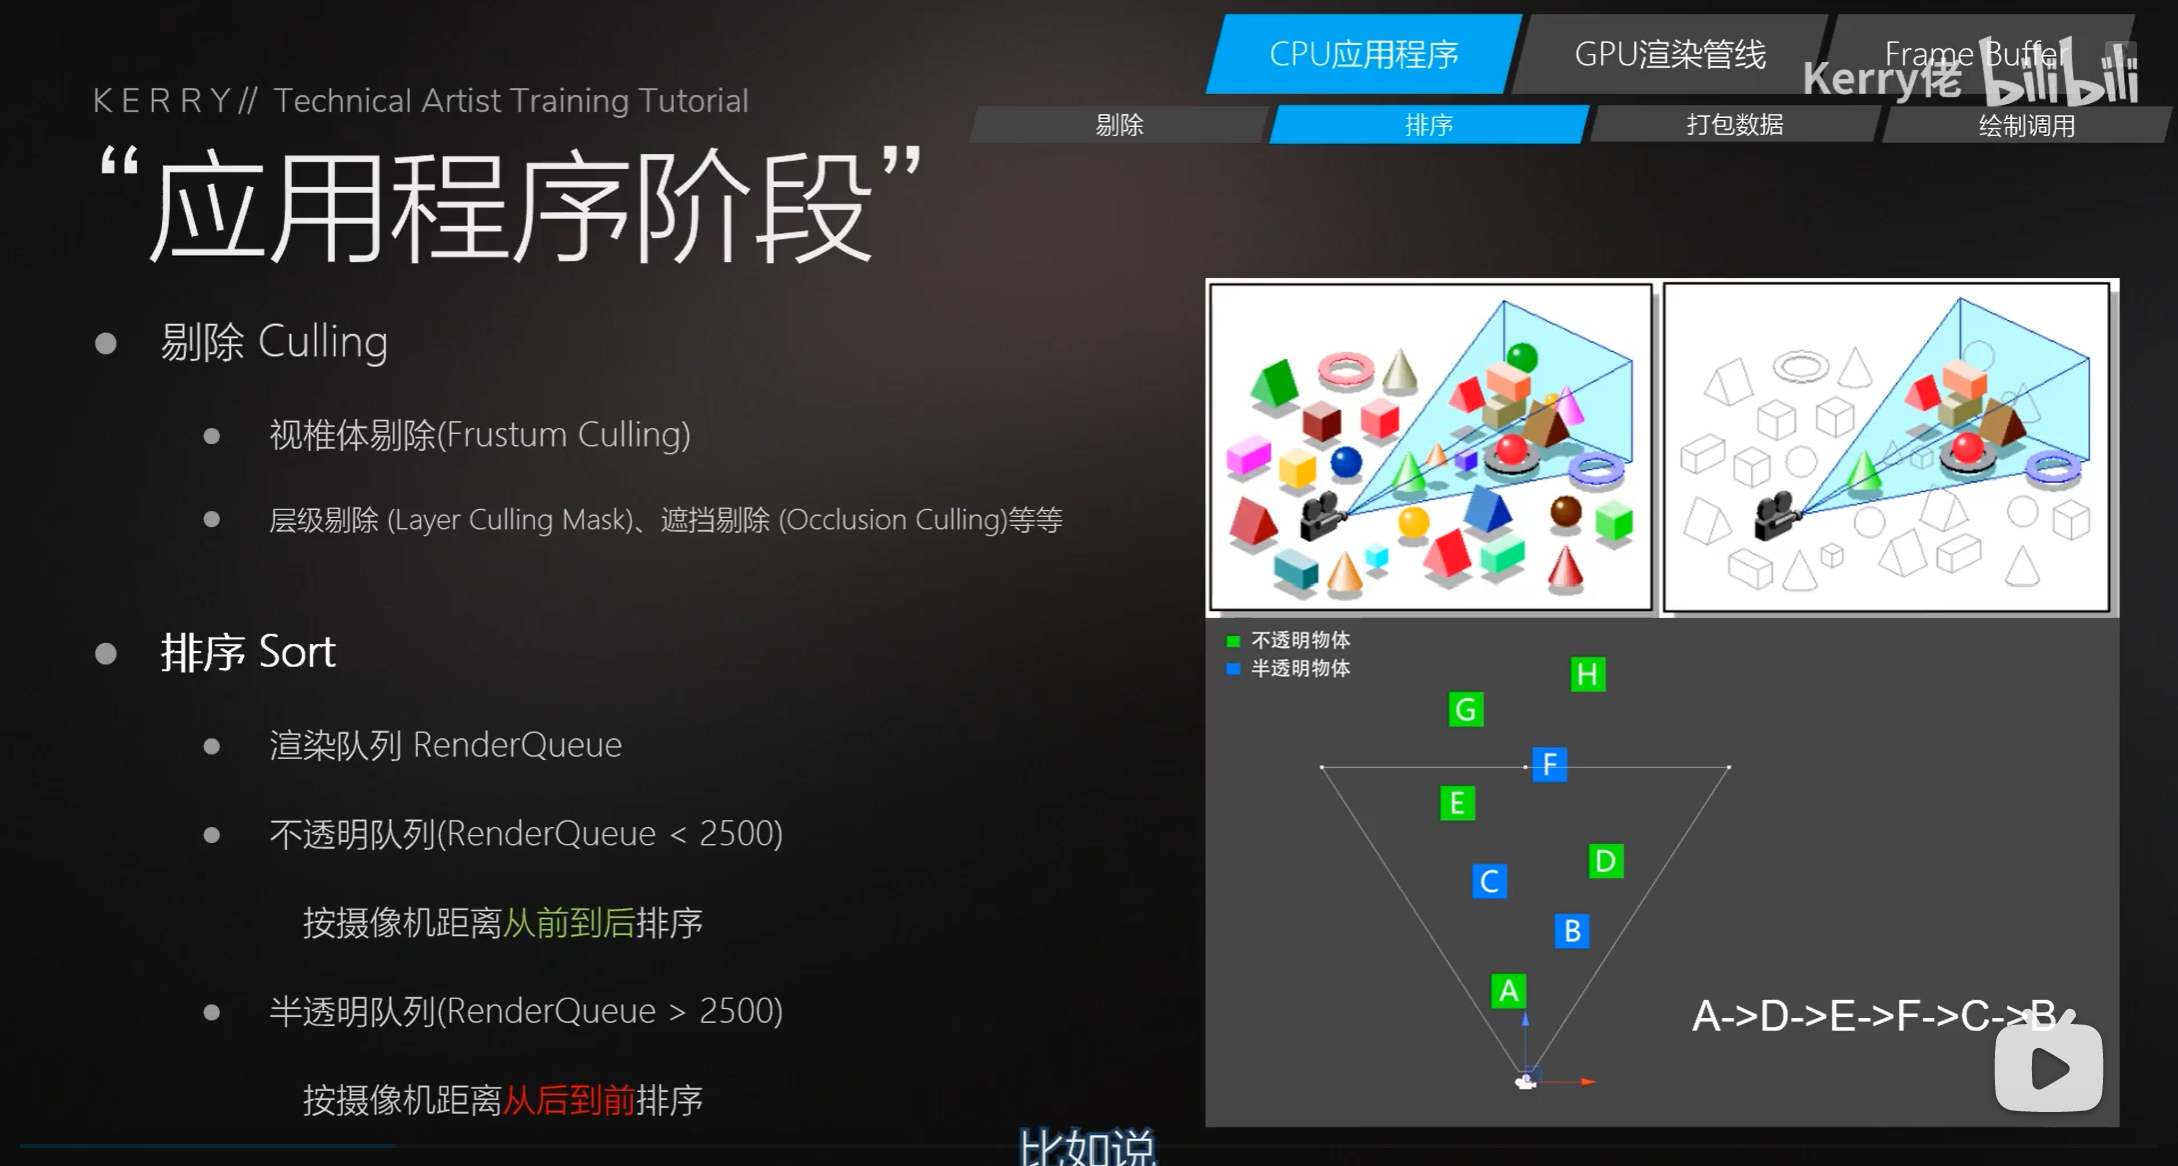 CPU应用程序
GPU渲染管线
Frame Buffer
Kerry佬 bilibili
KERRY// Technical Artist Training Tutorial
剔除
排序
打包数据
绘制调用
“应用程序阶段”
剔除 Culling
视椎体剔除(Frustum Culling)
层级剔除 (Layer Culling Mask)、遮挡剔除 (Occlusion Culling)等等
排序 Sort
渲染队列 RenderQueue
不透明队列(RenderQueue < 2500)
按摄像机距离从前到后排序
半透明队列(RenderQueue > 2500)
按摄像机距离从后到前排序
不透明物体
半透明物体
H
G
F
E
D
C
B
A
A->D->E->F->C->B
比如说